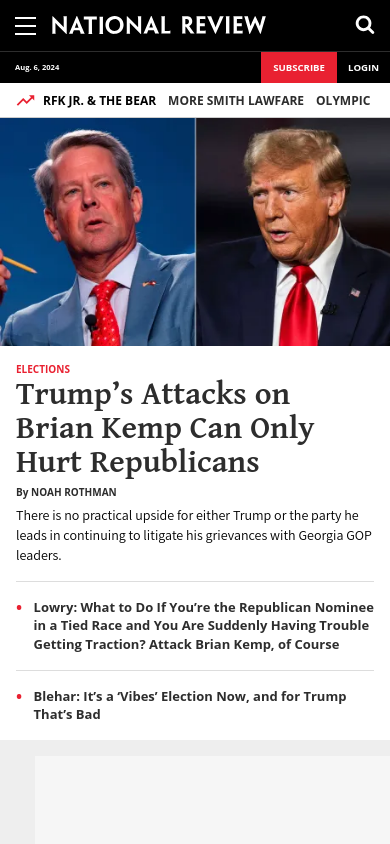 NATIONAL REVIEW
Aug. 6, 2024
SUBSCRIBE
LOGIN
RFK JR. & THE BEAR MORE SMITH LAWFARE OLYMPIC
ELECTIONS
Trump’s Attacks on
Brian Kemp Can Only
Hurt Republicans
By NOAH ROTHMAN
There is no practical upside for either Trump or the party he
leads in continuing to litigate his grievances with Georgia GOP
leaders.
• Lowry: What to Do If You’re the Republican Nominee
in a Tied Race and You Are Suddenly Having Trouble
Getting Traction? Attack Brian Kemp, of Course
• Blehar: It’s a ‘Vibes’ Election Now, and for Trump
That’s Bad